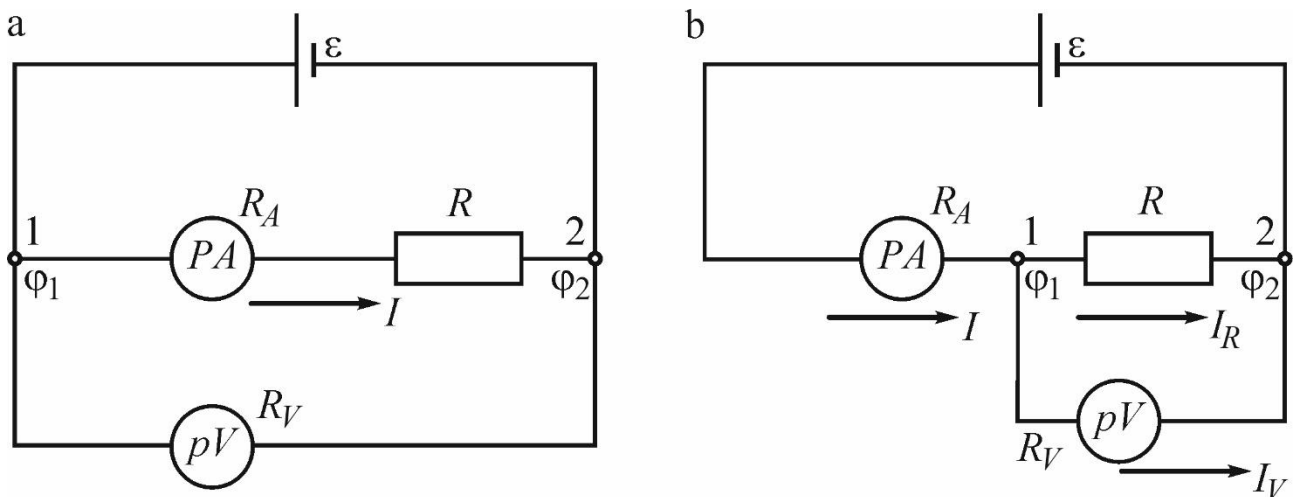 a
ε
R_A
R
1
PA
2
φ₁
φ₂
I
R_V
pV
b
ε
R_A
R
1
2
PA
φ₁
φ₂
I
I_R
pV
R_V
I_V